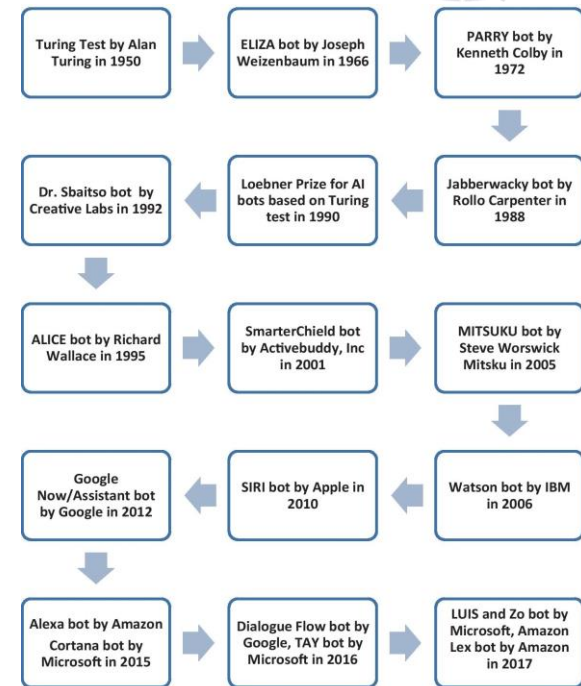 Turing Test by Alan
Turing in 1950
ELIZA bot by Joseph
Weizenbaum in 1966
PARRY bot by
Kenneth Colby in
1972
Jabberwacky bot by
Rollo Carpenter in
1988
Loebner Prize for AI
bots based on Turing
test in 1990
Dr. Sbaitso bot by
Creative Labs in 1992
ALICE bot by Richard
Wallace in 1995
SmarterChield bot
by Activebuddy, Inc
in 2001
MITSUKU bot by
Steve Worswick
Mitsku in 2005
Watson bot by IBM
in 2006
SIRI bot by Apple in
2010
Google
Now/Assistant bot
by Google in 2012
Alexa bot by Amazon
Cortana bot by
Microsoft in 2015
Dialogue Flow bot by
Google, TAY bot by
Microsoft in 2016
LUIS and Zo bot by
Microsoft, Amazon
Lex bot by Amazon
in 2017